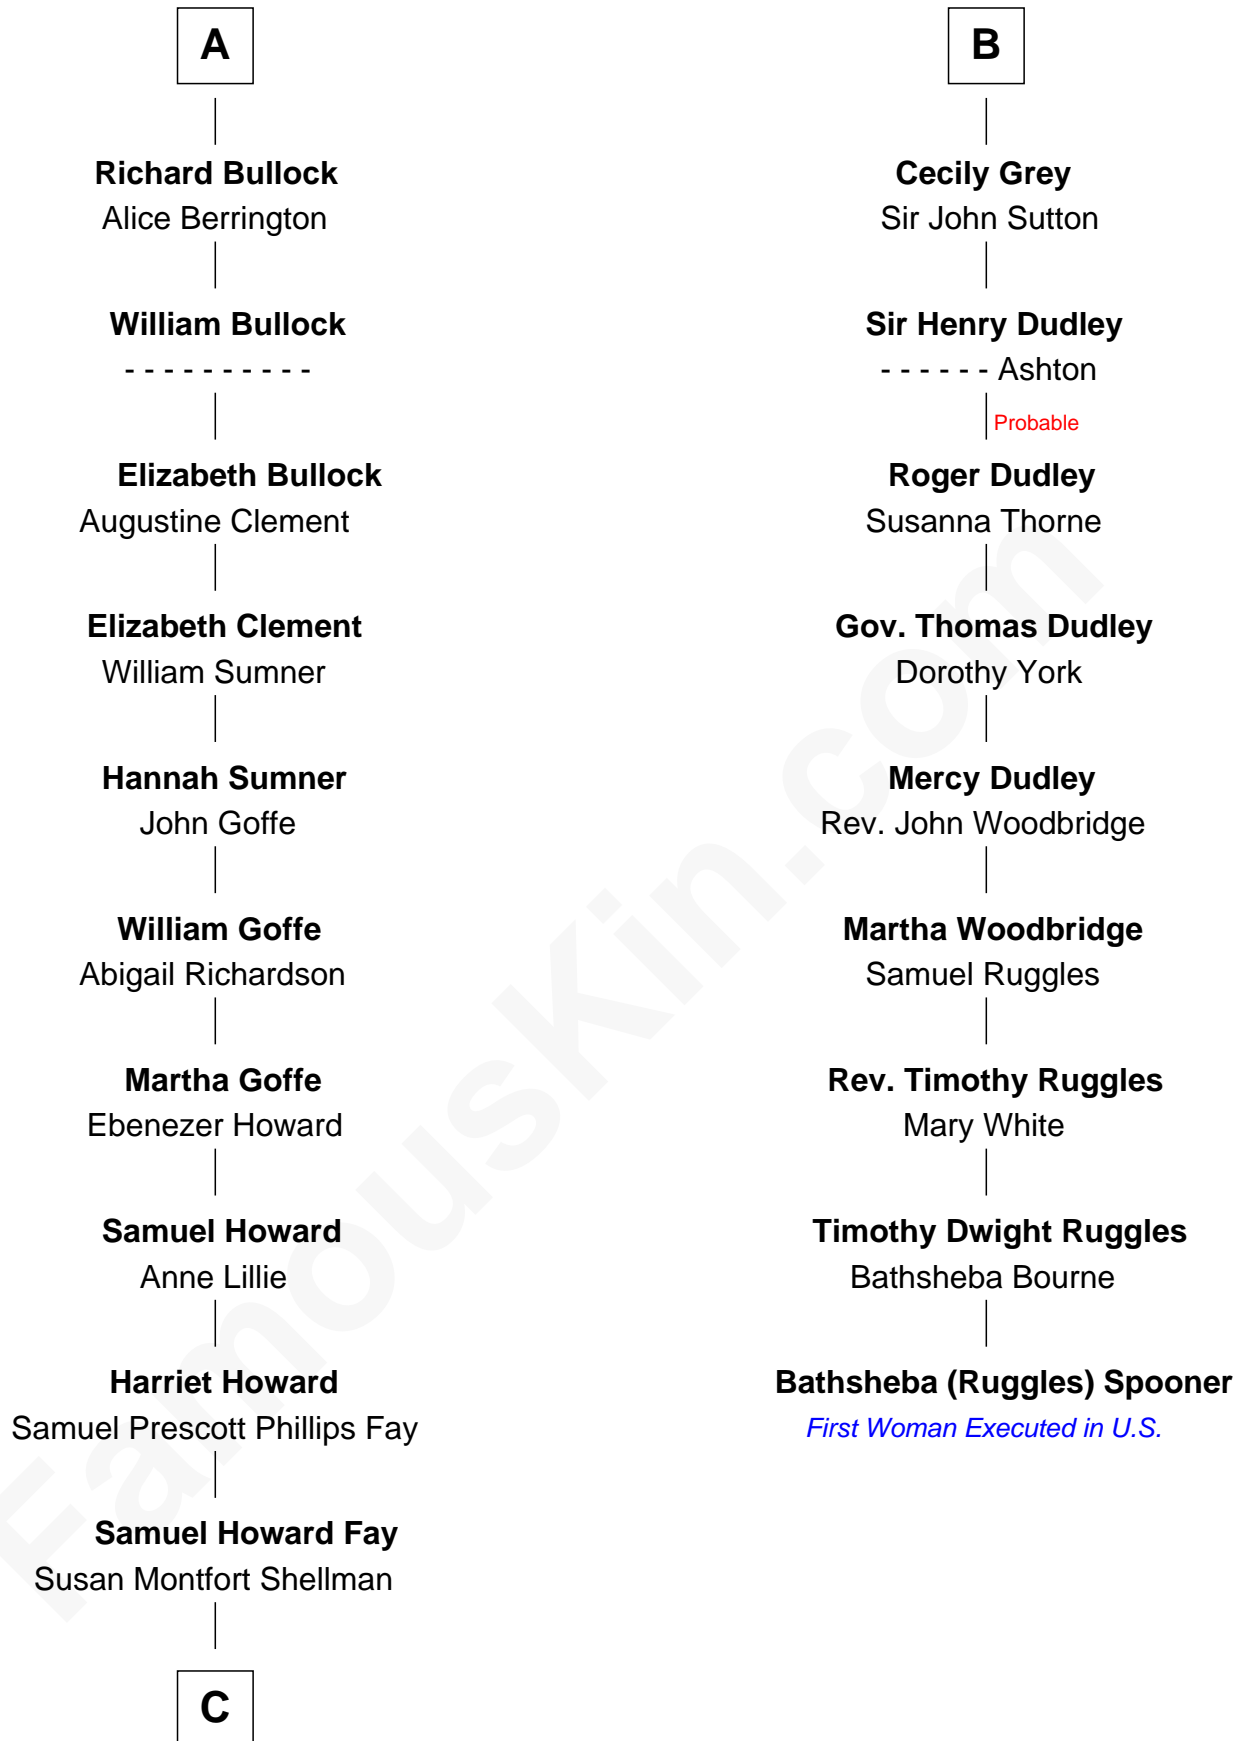 A
Richard Bullock
Alice Berrington
William Bullock
- - - - - - - - - -
Elizabeth Bullock
Augustine Clement
Elizabeth Clement
William Sumner
Hannah Sumner
John Goffe
William Goffe
Abigail Richardson
Martha Goffe
Ebenezer Howard
Samuel Howard
Anne Lillie
Harriet Howard
Samuel Prescott Phillips Fay
Samuel Howard Fay
Susan Montfort Shellman
C
B
Cecily Grey
Sir John Sutton
Sir Henry Dudley
- - - - - - Ashton
Probable
Roger Dudley
Susanna Thorne
Gov. Thomas Dudley
Dorothy York
Mercy Dudley
Rev. John Woodbridge
Martha Woodbridge
Samuel Ruggles
Rev. Timothy Ruggles
Mary White
Timothy Dwight Ruggles
Bathsheba Bourne
Bathsheba (Ruggles) Spooner
First Woman Executed in U.S.
FamousKin.com